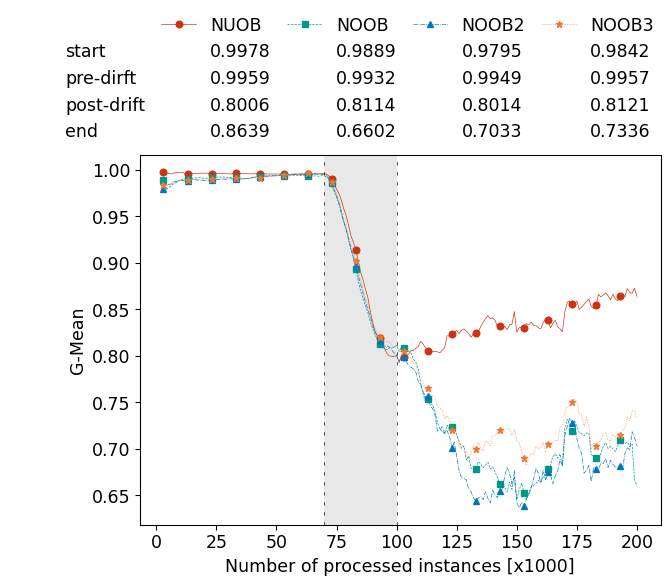 NUOB NOOB NOOB2 NOOB3
start 0.9978 0.9889 0.9795 0.9842
pre-dirft 0.9959 0.9932 0.9949 0.9957
post-drift 0.8006 0.8114 0.8014 0.8121
end 0.8639 0.6602 0.7033 0.7336
1.00
0.95
0.90
0.85
0.80
0.75
0.70
0.65
G-Mean
0 25 50 75 100 125 150 175 200
Number of processed instances [x1000]